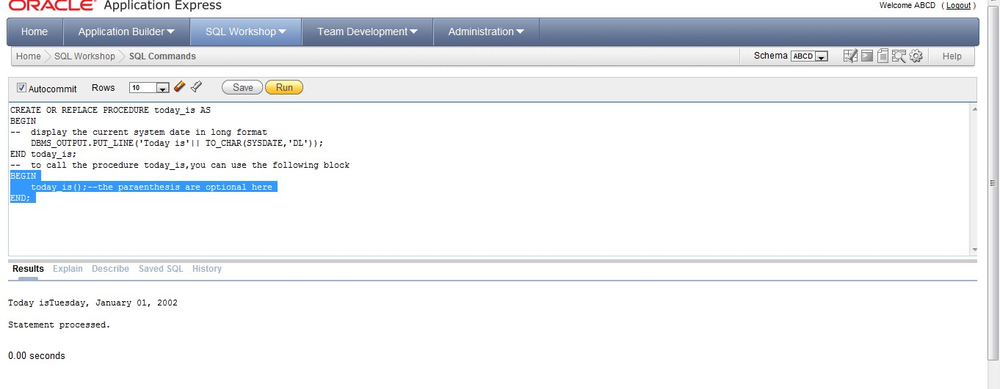 ORACLE® Application Express
Welcome ABCD ( Logout )
Home Application Builder SQL Workshop Team Development Administration
Home SQL Workshop SQL Commands Schema ABCD Help
Autocommit Rows 10 Save Run
CREATE OR REPLACE PROCEDURE today_is AS
BEGIN
-- display the current system date in long format
DBMS_OUTPUT.PUT_LINE('Today is'|| TO_CHAR(SYSDATE,'DL'));
END today_is;
-- to call the procedure today_is,you can use the following block
BEGIN
today_is();--the paraenthesis are optional here
END;
Results Explain Describe Saved SQL History
Today isTuesday, January 01, 2002
Statement processed.
0.00 seconds